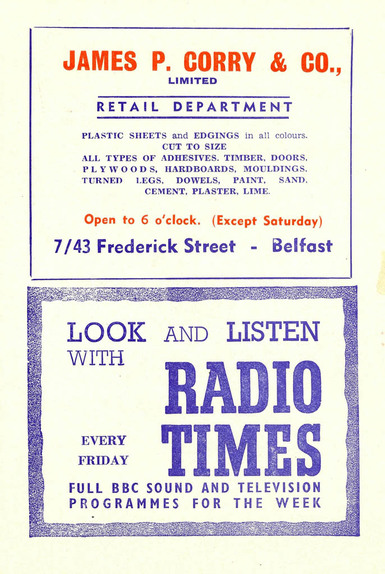 JAMES P. CORRY & CO.,
LIMITED
RETAIL DEPARTMENT
PLASTIC SHEETS and EDGINGS in all colours.
CUT TO SIZE
ALL TYPES OF ADHESIVES. TIMBER, DOORS,
PLYWOODS, HARDBOARDS, MOULDINGS.
TURNED LEGS, DOWELS, PAINT, SAND,
CEMENT, PLASTER, LIME.
Open to 6 o'clock. (Except Saturday)
7/43 Frederick Street - Belfast
LOOK AND LISTEN
WITH
RADIO
EVERY
FRIDAY
TIMES
FULL BBC SOUND AND TELEVISION
PROGRAMMES FOR THE WEEK